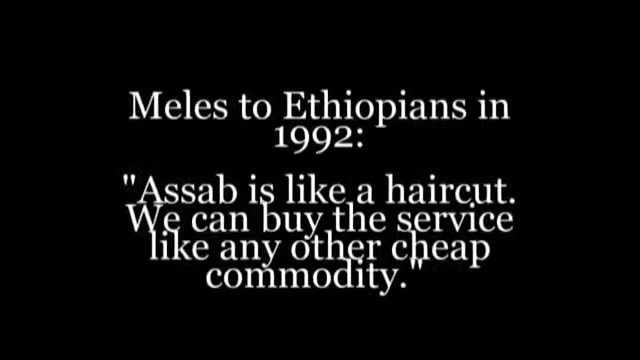 Meles to Ethiopians in
1992:
"Assab is like a haircut.
We can buy the service
like any other cheap
commodity."